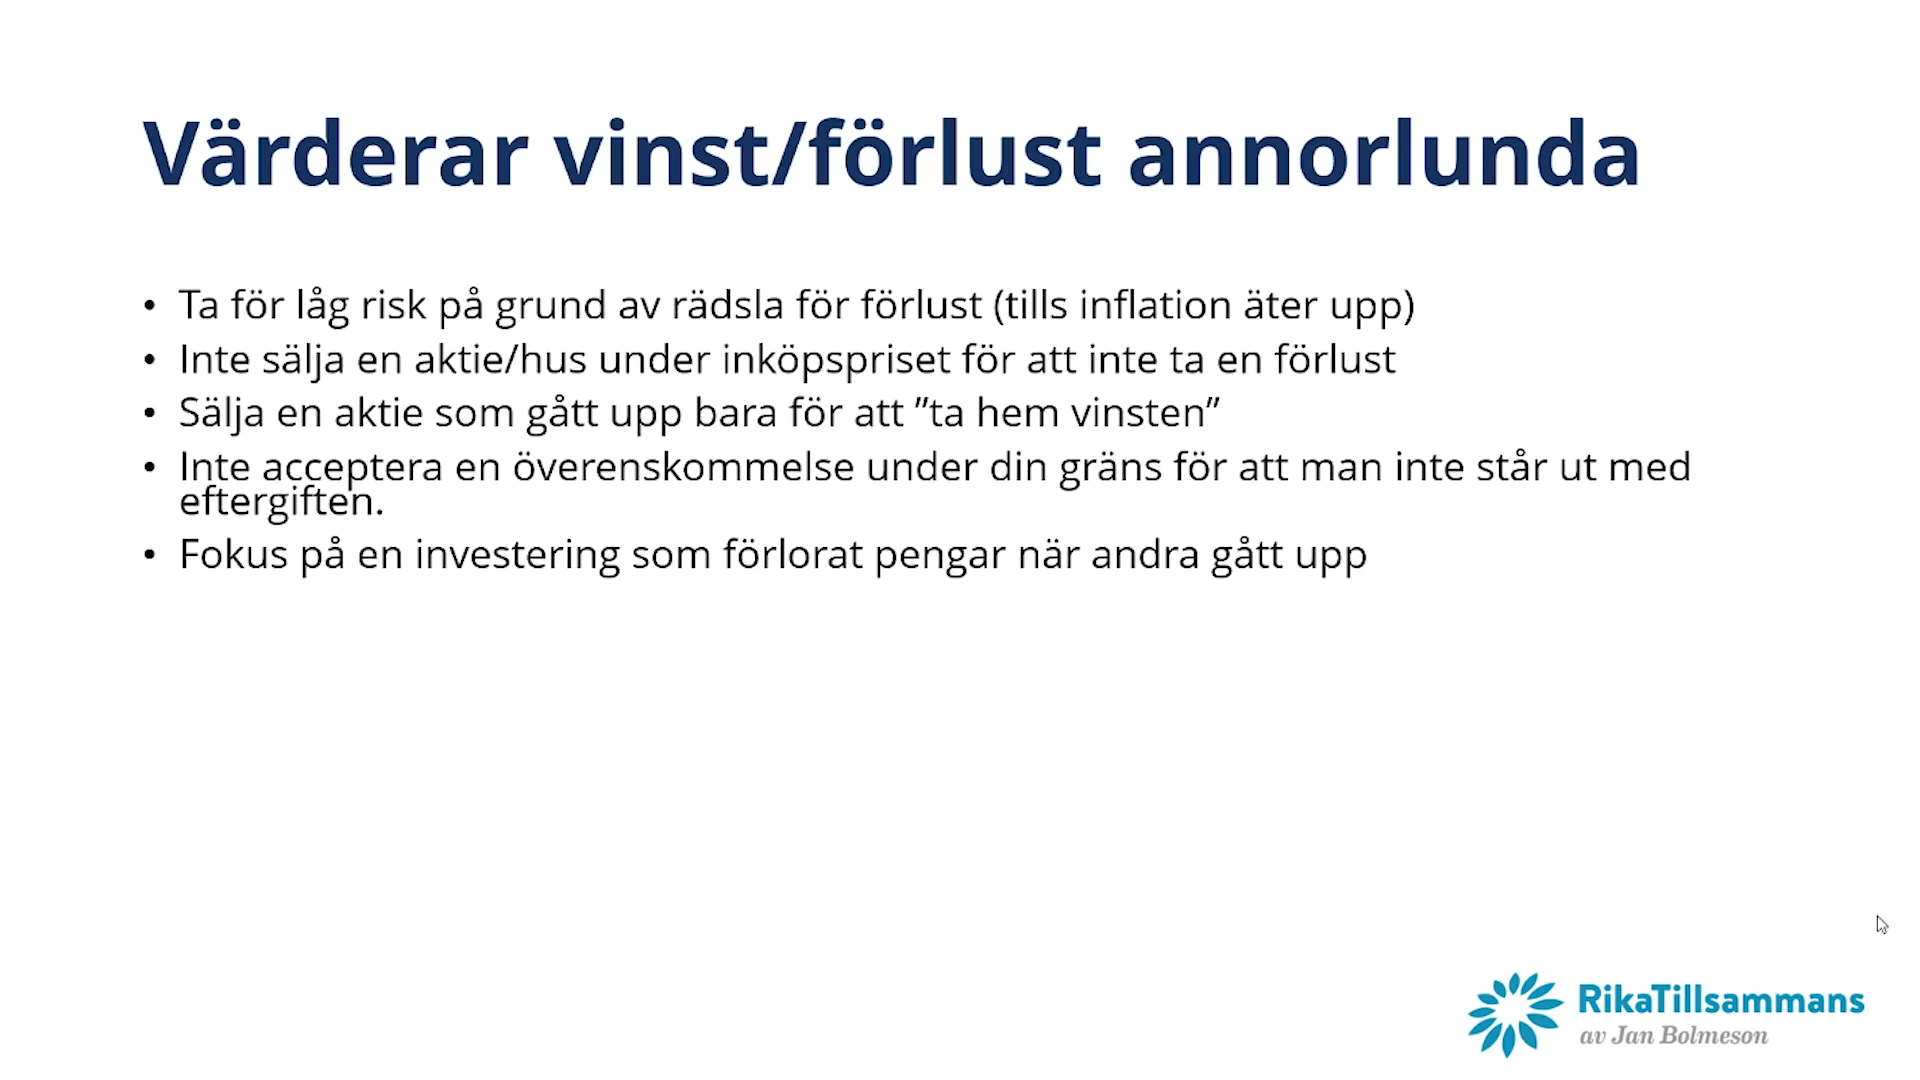 Värderar vinst/förlust annorlunda
• Ta för låg risk på grund av rädsla för förlust (tills inflation äter upp)
• Inte sälja en aktie/hus under inköpspriset för att inte ta en förlust
• Sälja en aktie som gått upp bara för att ”ta hem vinsten”
• Inte acceptera en överenskommelse under din gräns för att man inte står ut med
eftergiften.
• Fokus på en investering som förlorat pengar när andra gått upp
RikaTillsammans
av Jan Bolmeson